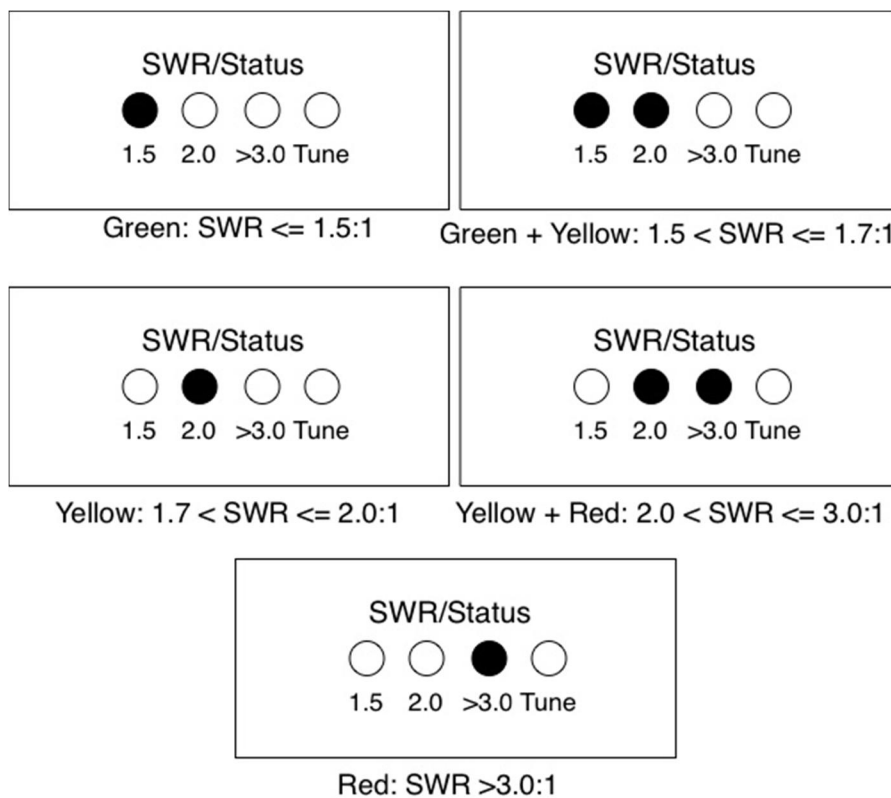 SWR/Status
1.5 2.0 >3.0 Tune
Green: SWR <= 1.5:1
SWR/Status
1.5 2.0 >3.0 Tune
Green + Yellow: 1.5 < SWR <= 1.7:1
SWR/Status
1.5 2.0 >3.0 Tune
Yellow: 1.7 < SWR <= 2.0:1
SWR/Status
1.5 2.0 >3.0 Tune
Yellow + Red: 2.0 < SWR <= 3.0:1
SWR/Status
1.5 2.0 >3.0 Tune
Red: SWR >3.0:1